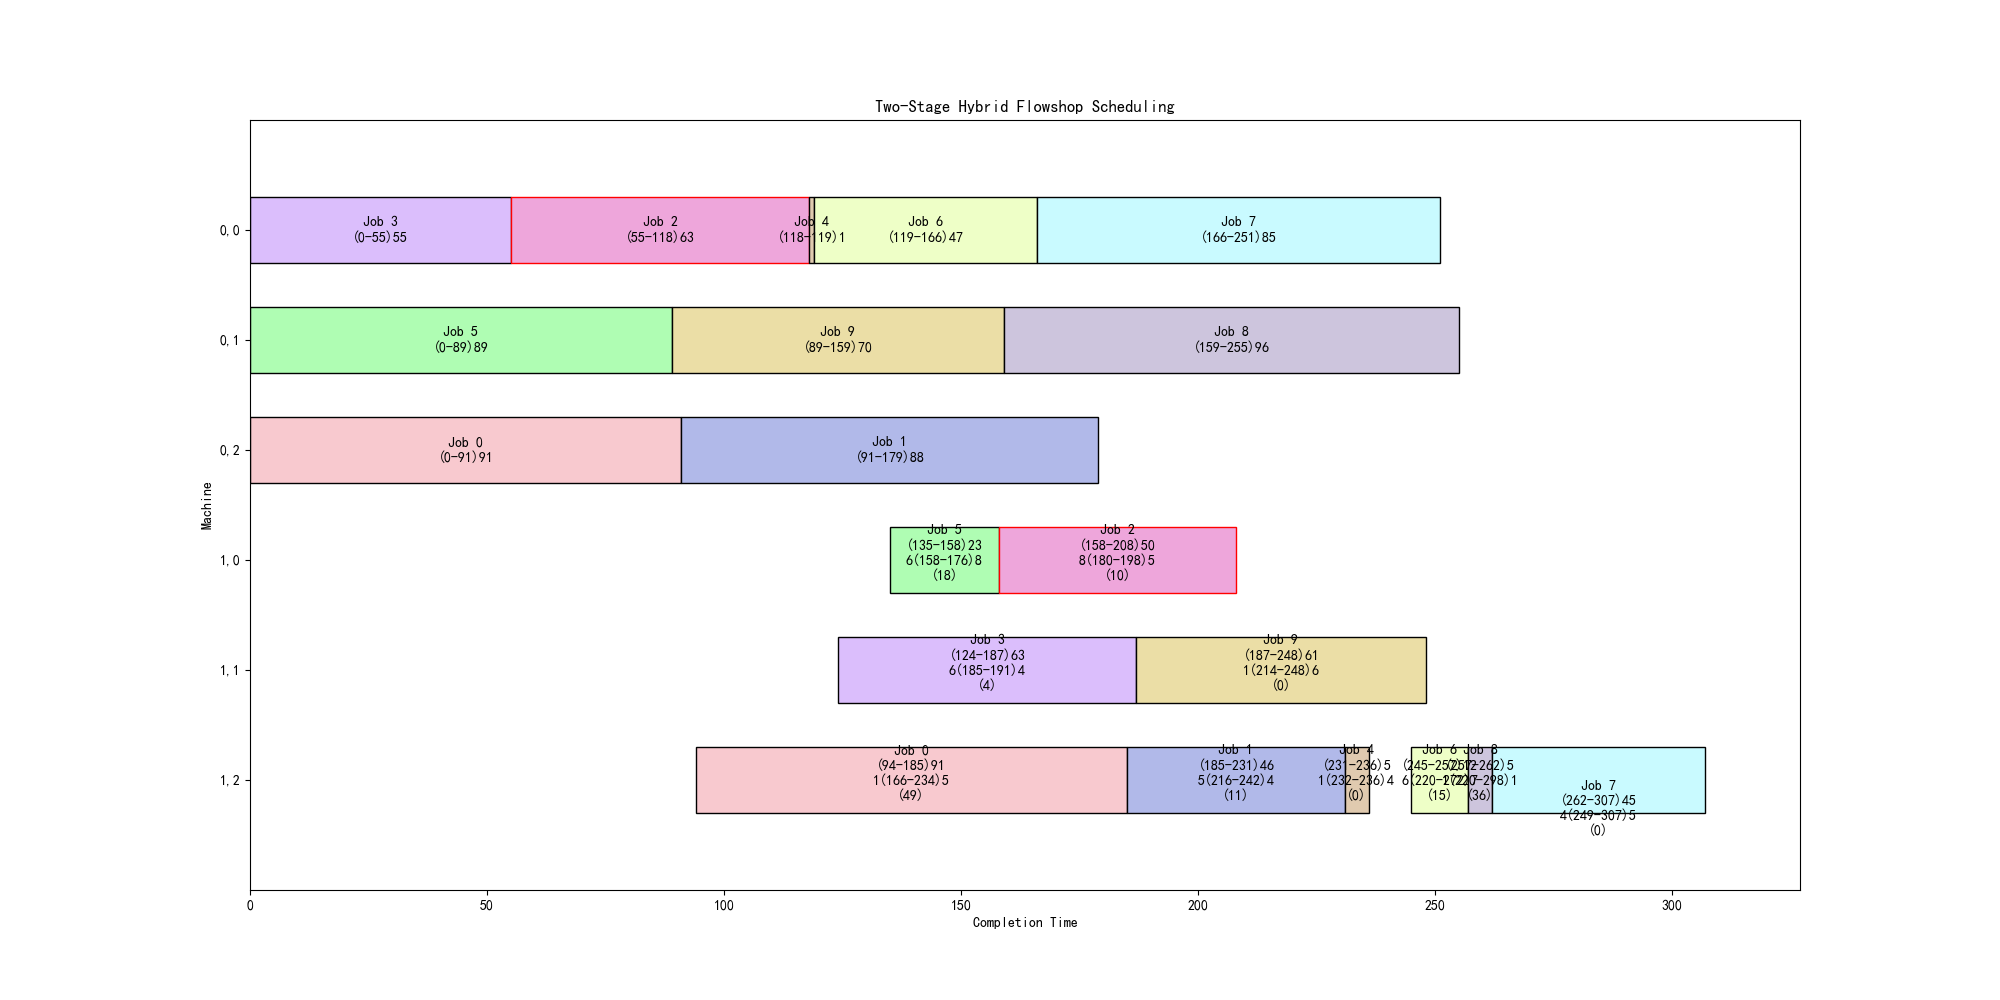 Two-Stage Hybrid Flowshop Scheduling
0,0
Job 3
(0-55)55
Job 2
(55-118)63
Job 4
(118-119)1
Job 6
(119-166)47
Job 7
(166-251)85
0,1
Job 5
(0-89)89
Job 9
(89-159)70
Job 8
(159-255)96
0,2
Job 0
(0-91)91
Job 1
(91-179)88
1,0
Job 5
(135-158)23
6(158-176)8
(18)
Job 2
(158-208)50
8(180-198)5
(10)
1,1
Job 3
(124-187)63
6(185-191)4
(4)
Job 9
(187-248)61
1(214-248)6
(0)
1,2
Job 0
(94-185)91
1(166-234)5
(49)
Job 1
(185-231)46
5(216-242)4
(11)
Job 4
(231-236)5
1(232-236)4
(0)
Job 6
(245-257)12
(15)
Job 8
(257-262)5
(36)
Job 7
(262-307)45
4(249-307)5
(0)
Machine
0
50
100
150
200
250
300
Completion Time